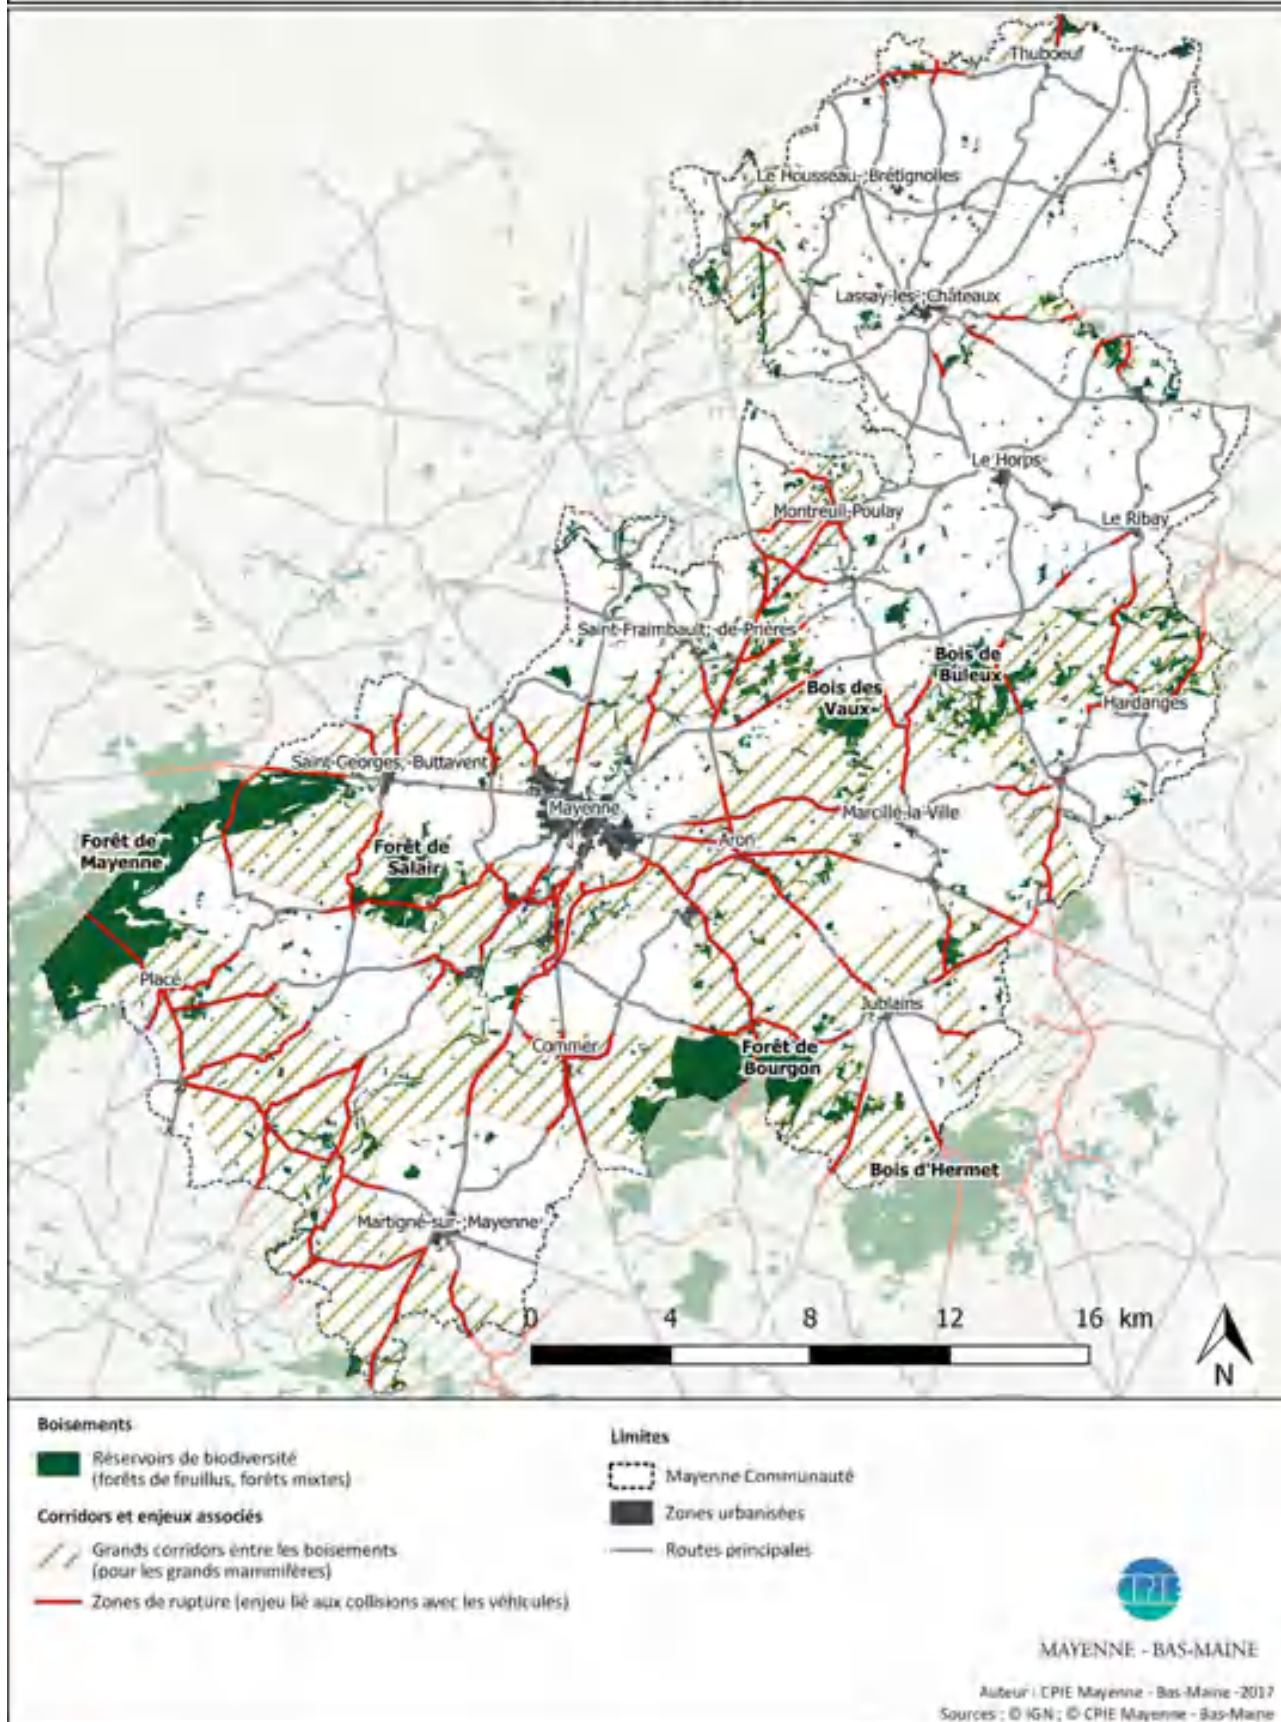 Thuboeuf
Le Housseau-;Brétignolles
Lassay-les-;Châteaux
Le Horps
Montreuil-Poulay
Le Ribay
Saint-Fraimbault;-de-Prières
Bois de
Buleux
Bois des
Vaux
Hardanges
Saint-Georges;-Buttavent
Mayenne
Marcillé-la-Ville
Forêt de
Mayenne
Forêt de
Salair
Aron
Placé
Jublains
Commer
Forêt de
Bourgon
Bois d'Hermet
Martigné-sur-;Mayenne
0 4 8 12 16 km
N
Boisements
Réservoirs de biodiversité
(forêts de feuillus, forêts mixtes)
Corridors et enjeux associés
Grands corridors entre les boisements
(pour les grands mammifères)
Zones de rupture (enjeu lié aux collisions avec les véhicules)
Limites
Mayenne Communauté
Zones urbanisées
Routes principales
CPIE
MAYENNE - BAS-MAINE
Auteur : CPIE Mayenne - Bas-Maine -2017
Sources : © IGN ; © CPIE Mayenne - Bas-Maine